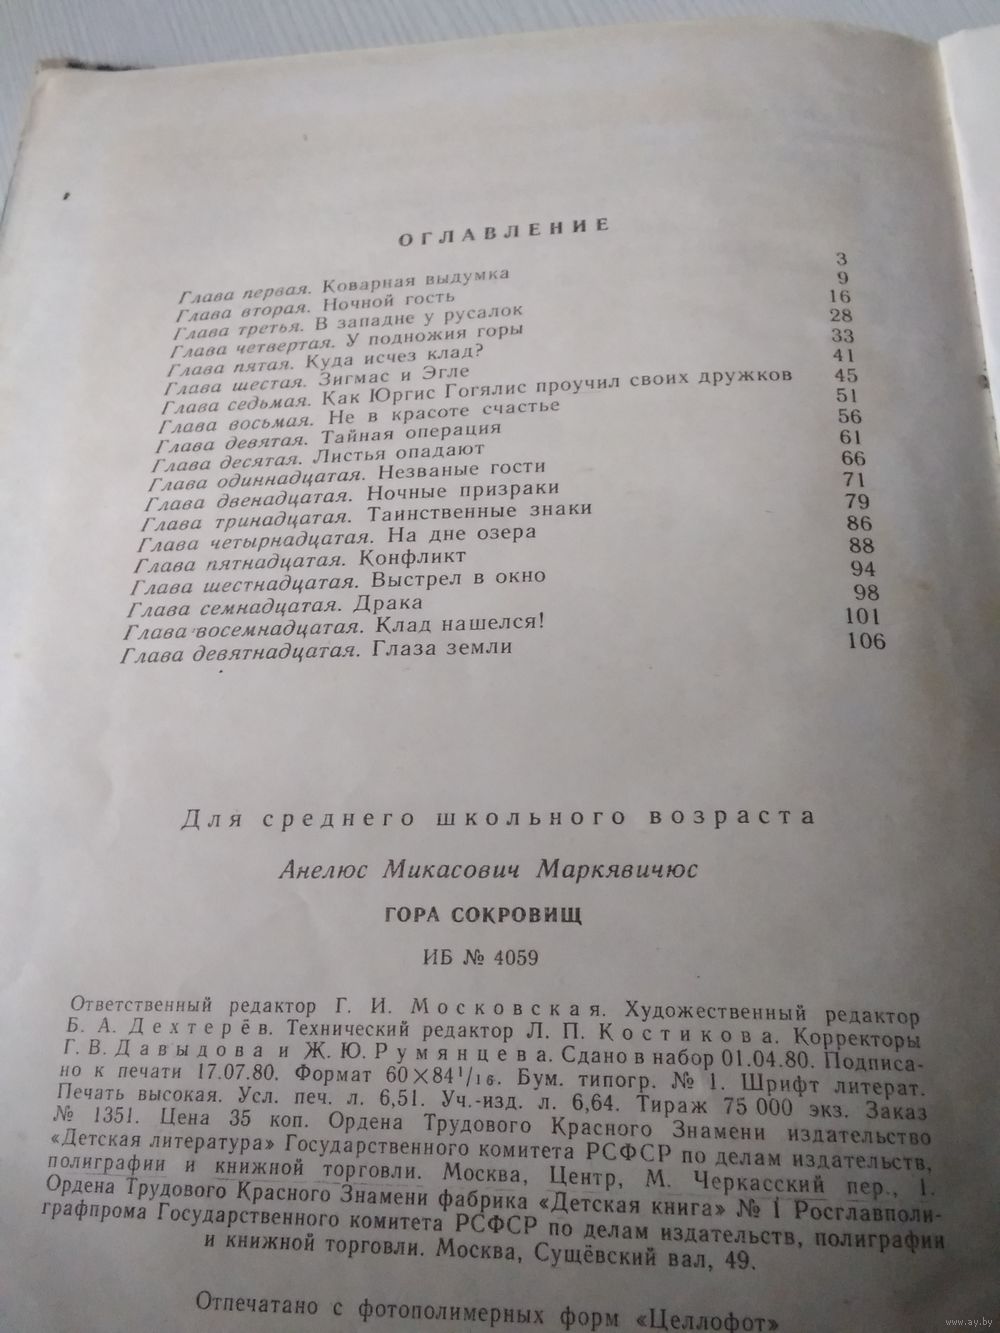 ОГЛАВЛЕНИЕ
Глава первая. Коварная выдумка 3
Глава вторая. Ночной гость 9
Глава третья. В западне у русалок 16
Глава четвертая. У подножия горы 28
Глава пятая. Куда исчез клад? 33
Глава шестая. Зигмас и Эгле 41
Глава седьмая. Как Юргис Гогялис проучил своих дружков 45
Глава восьмая. Не в красоте счастье 51
Глава девятая. Тайная операция 56
Глава десятая. Листья опадают 61
Глава одиннадцатая. Незваные гости 66
Глава двенадцатая. Ночные призраки 71
Глава тринадцатая. Таинственные знаки 79
Глава четырнадцатая. На дне озера 86
Глава пятнадцатая. Конфликт 88
Глава шестнадцатая. Выстрел в окно 94
Глава семнадцатая. Драка 98
Глава восемнадцатая. Клад нашелся! 101
Глава девятнадцатая. Глаза земли 106
Для среднего школьного возраста
Анелюс Микасович Маркявичюс
ГОРА СОКРОВИЩ
ИБ № 4059
Ответственный редактор Г. И. Московская. Художественный редактор
Б. А. Дехтерёв. Технический редактор Л. П. Костикова. Корректоры
Г. В. Давыдова и Ж. Ю. Румянцева. Сдано в набор 01.04.80. Подписа-
но к печати 17.07.80. Формат 60×84 1/16. Бум. типогр. № 1. Шрифт литерат.
Печать высокая. Усл. печ. л. 6,51. Уч.-изд. л. 6,64. Тираж 75 000 экз. Заказ
№ 1351. Цена 35 коп. Ордена Трудового Красного Знамени издательство
«Детская литература» Государственного комитета РСФСР по делам издательств,
полиграфии и книжной торговли. Москва, Центр, М. Черкасский пер., 1.
Ордена Трудового Красного Знамени фабрика «Детская книга» № 1 Росглавполи-
графпрома Государственного комитета РСФСР по делам издательств, полиграфии
и книжной торговли. Москва, Сущёвский вал, 49.
Отпечатано с фотополимерных форм «Целлофот»
www.ay.by